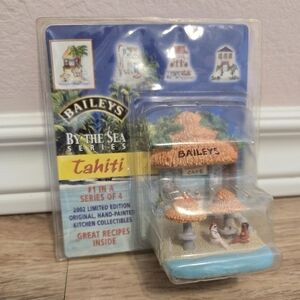 BAILEYS
BY THE SEA
SERIES
Tahiti
#1 IN A
SERIES OF 4
2002 LIMITED EDITION
ORIGINAL, HAND-PAINTED
KITCHEN COLLECTIBLES
GREAT RECIPES
INSIDE
BAILEYS
CAFE